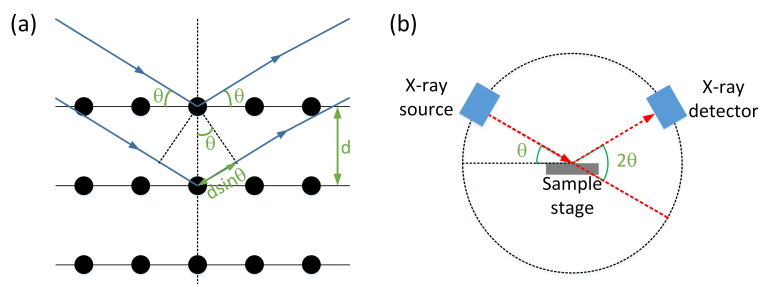 (a)
θ
θ
θ
d
dsinθ
(b)
X-ray
source
X-ray
detector
θ
2θ
Sample
stage